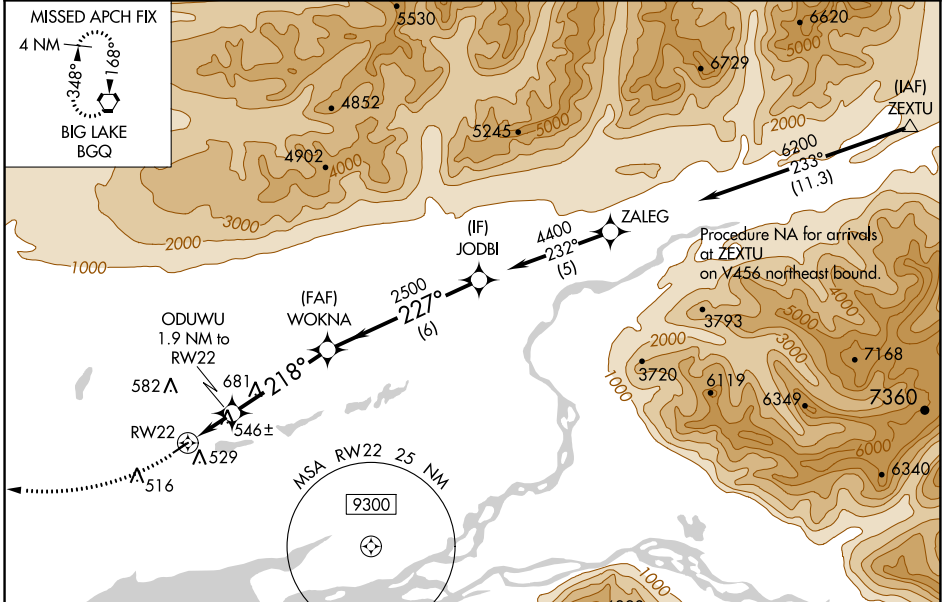 MISSED APCH FIX
4 NM
348°
168°
BIG LAKE
BGQ
5530
6620
5000
6729
(IAF)
ZEXTU
4852
5245
5000
2000
6200
233°
(11.3)
4902
4000
3000
2000
1000
(IF)
JODBI
4400
232°
(5)
ZALEG
Procedure NA for arrivals
at ZEXTU
on V456 northeast bound.
2500
227°
(6)
(FAF)
WOKNA
4000
5000
3793
3000
2000
3720
1000
7168
6119
6349
7360
ODUWU
1.9 NM to
RW22
582
681
218°
546±
RW22
529
516
6000
6340
MSA RW22 25 NM
9300
1000